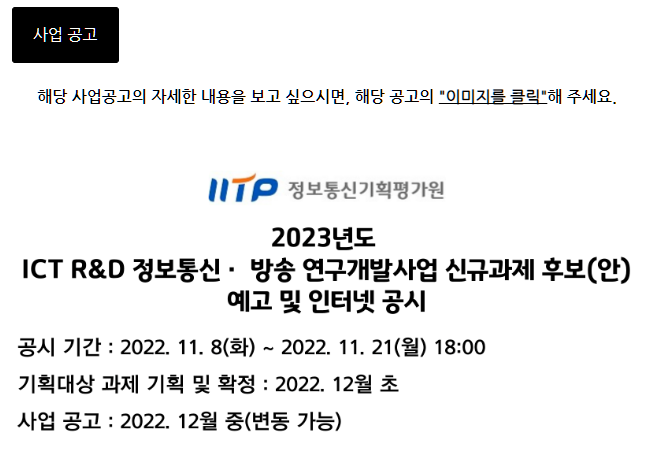 사업 공고
해당 사업공고의 자세한 내용을 보고 싶으시면, 해당 공고의 "이미지를 클릭"해 주세요.
IITP 정보통신기획평가원
2023년도
ICT R&D 정보통신 · 방송 연구개발사업 신규과제 후보(안)
예고 및 인터넷 공시
공시 기간 : 2022. 11. 8(화) ~ 2022. 11. 21(월) 18:00
기획대상 과제 기획 및 확정 : 2022. 12월 초
사업 공고 : 2022. 12월 중(변동 가능)